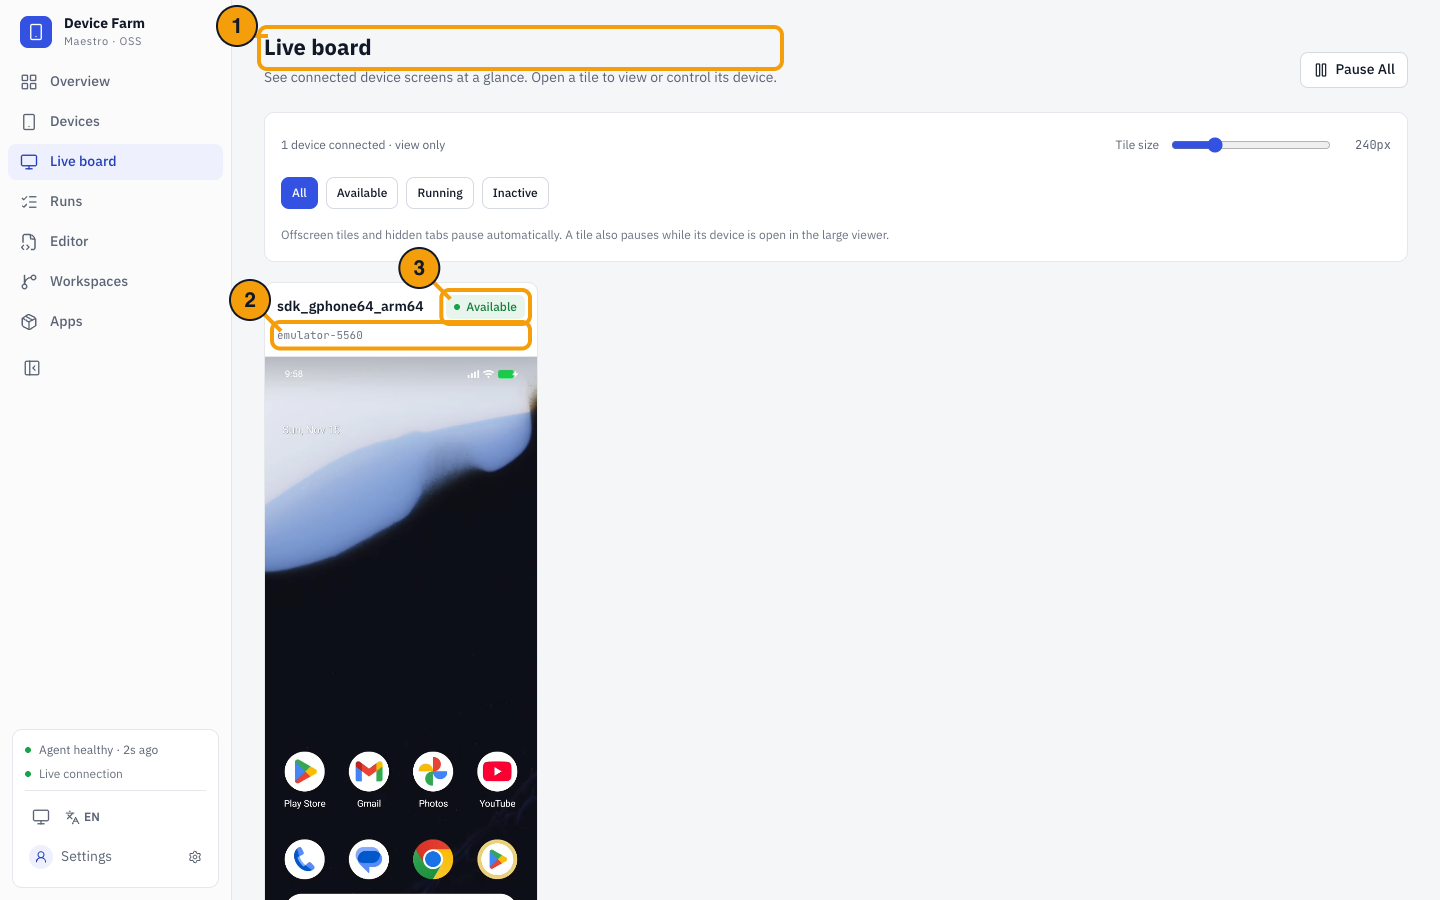 Device Farm
Maestro · OSS
Overview
Devices
Live board
Runs
Editor
Workspaces
Apps
Agent healthy · 2s ago
Live connection
EN
Settings
1
Live board
See connected device screens at a glance. Open a tile to view or control its device.
Pause All
1 device connected · view only
Tile size
240px
All
Available
Running
Inactive
Offscreen tiles and hidden tabs pause automatically. A tile also pauses while its device is open in the large viewer.
3
2
sdk_gphone64_arm64
Available
emulator-5560
9:58
Sun, Nov 15
Play Store
Gmail
Photos
YouTube